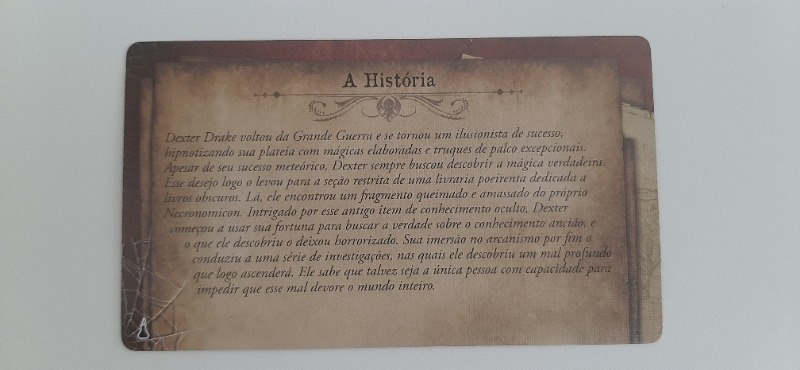 A História
Dexter Drake voltou da Grande Guerra e se tornou um ilusionista de sucesso,
hipnotizando sua plateia com mágicas elaboradas e truques de palco excepcionais.
Apesar de seu sucesso meteórico, Dexter sempre buscou descobrir a mágica verdadeira.
Esse desejo logo o levou para a seção restrita de uma livraria poeirenta dedicada a
livros obscuros. Lá, ele encontrou um fragmento queimado e amassado do próprio
Necronomicon. Intrigado por esse antigo item de conhecimento oculto, Dexter
começou a usar sua fortuna para buscar a verdade sobre o conhecimento ancião, e
o que ele descobriu o deixou horrorizado. Sua imersão no arcanismo por fim o
conduziu a uma série de investigações, nas quais ele descobriu um mal profundo
que logo ascenderá. Ele sabe que talvez seja a única pessoa com capacidade para
impedir que esse mal devore o mundo inteiro.